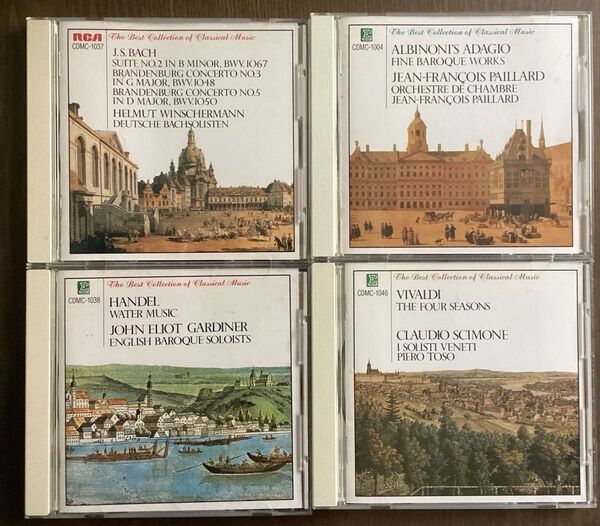 The Best Collection of Classical Music
RCA
CDMC-1037
J.S. BACH
SUITE NO.2 IN B MINOR, BWV.1067
BRANDENBURG CONCERTO NO.3
IN G MAJOR, BWV.1048
BRANDENBURG CONCERTO NO.5
IN D MAJOR, BWV.1050
HELMUT WINSCHERMANN
DEUTSCHE BACHSOLISTEN
The Best Collection of Classical Music
CDMC-1004
ALBINONI'S ADAGIO
FINE BAROQUE WORKS
JEAN-FRANÇOIS PAILLARD
ORCHESTRE DE CHAMBRE
JEAN-FRANÇOIS PAILLARD
The Best Collection of Classical Music
CDMC-1038
HANDEL
WATER MUSIC
JOHN ELIOT GARDINER
ENGLISH BAROQUE SOLOISTS
The Best Collection of Classical Music
CDMC-1046
VIVALDI
THE FOUR SEASONS
CLAUDIO SCIMONE
I SOLISTI VENETI
PIERO TOSO